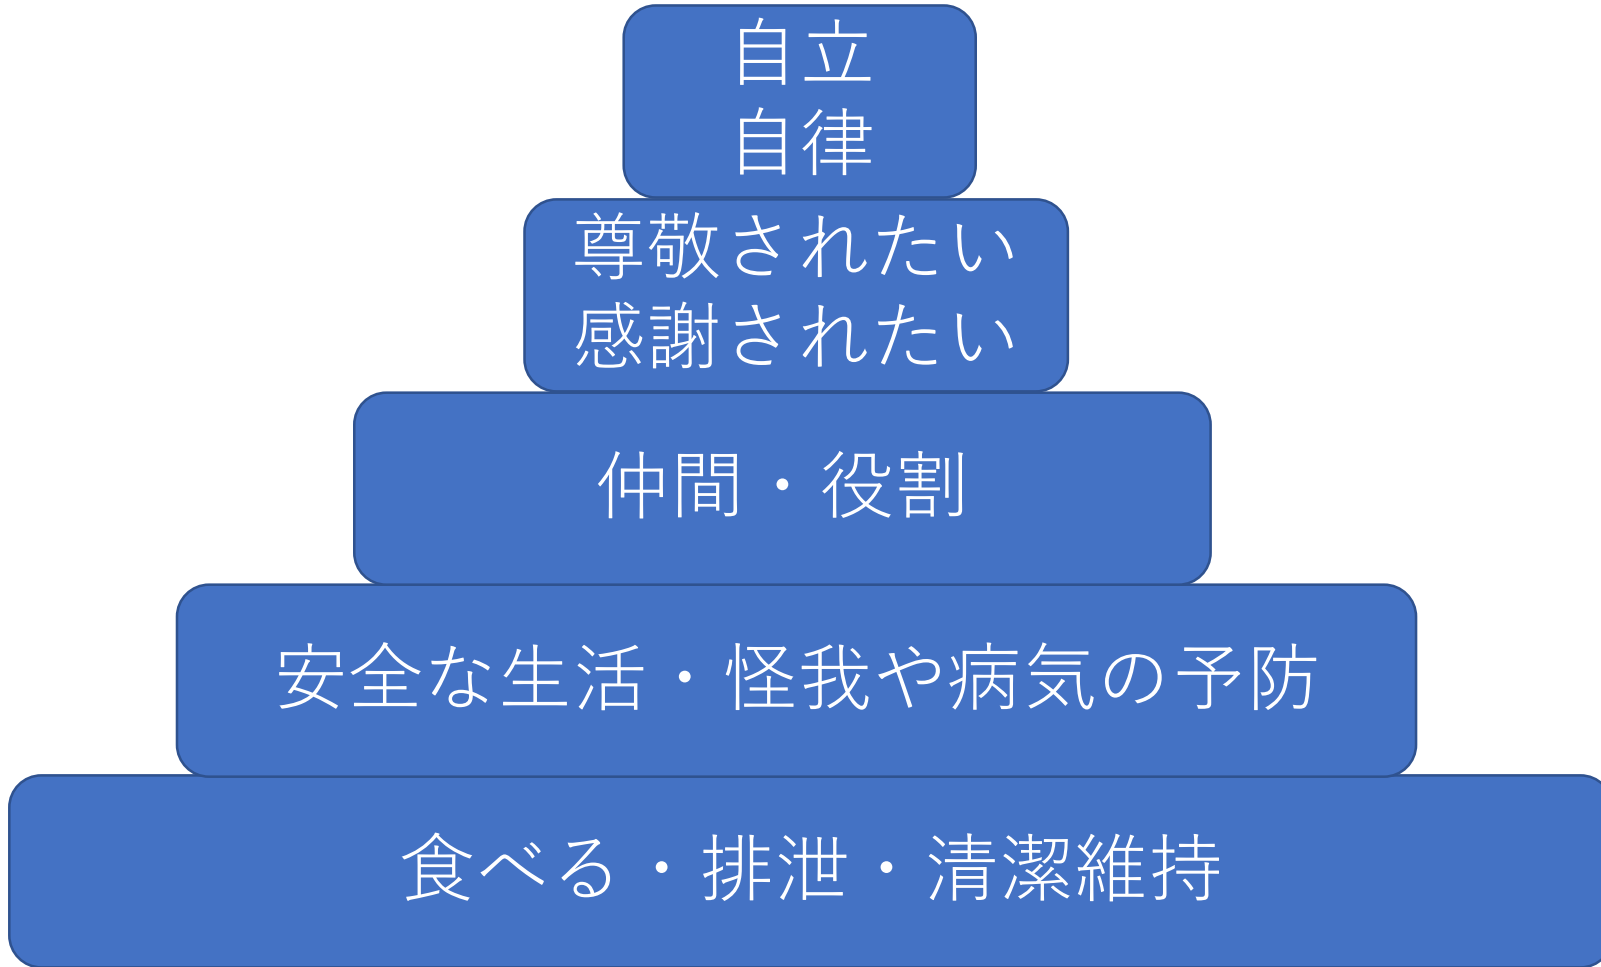 自立
自律
尊敬されたい
感謝されたい
仲間・役割
安全な生活・怪我や病気の予防
食べる・排泄・清潔維持